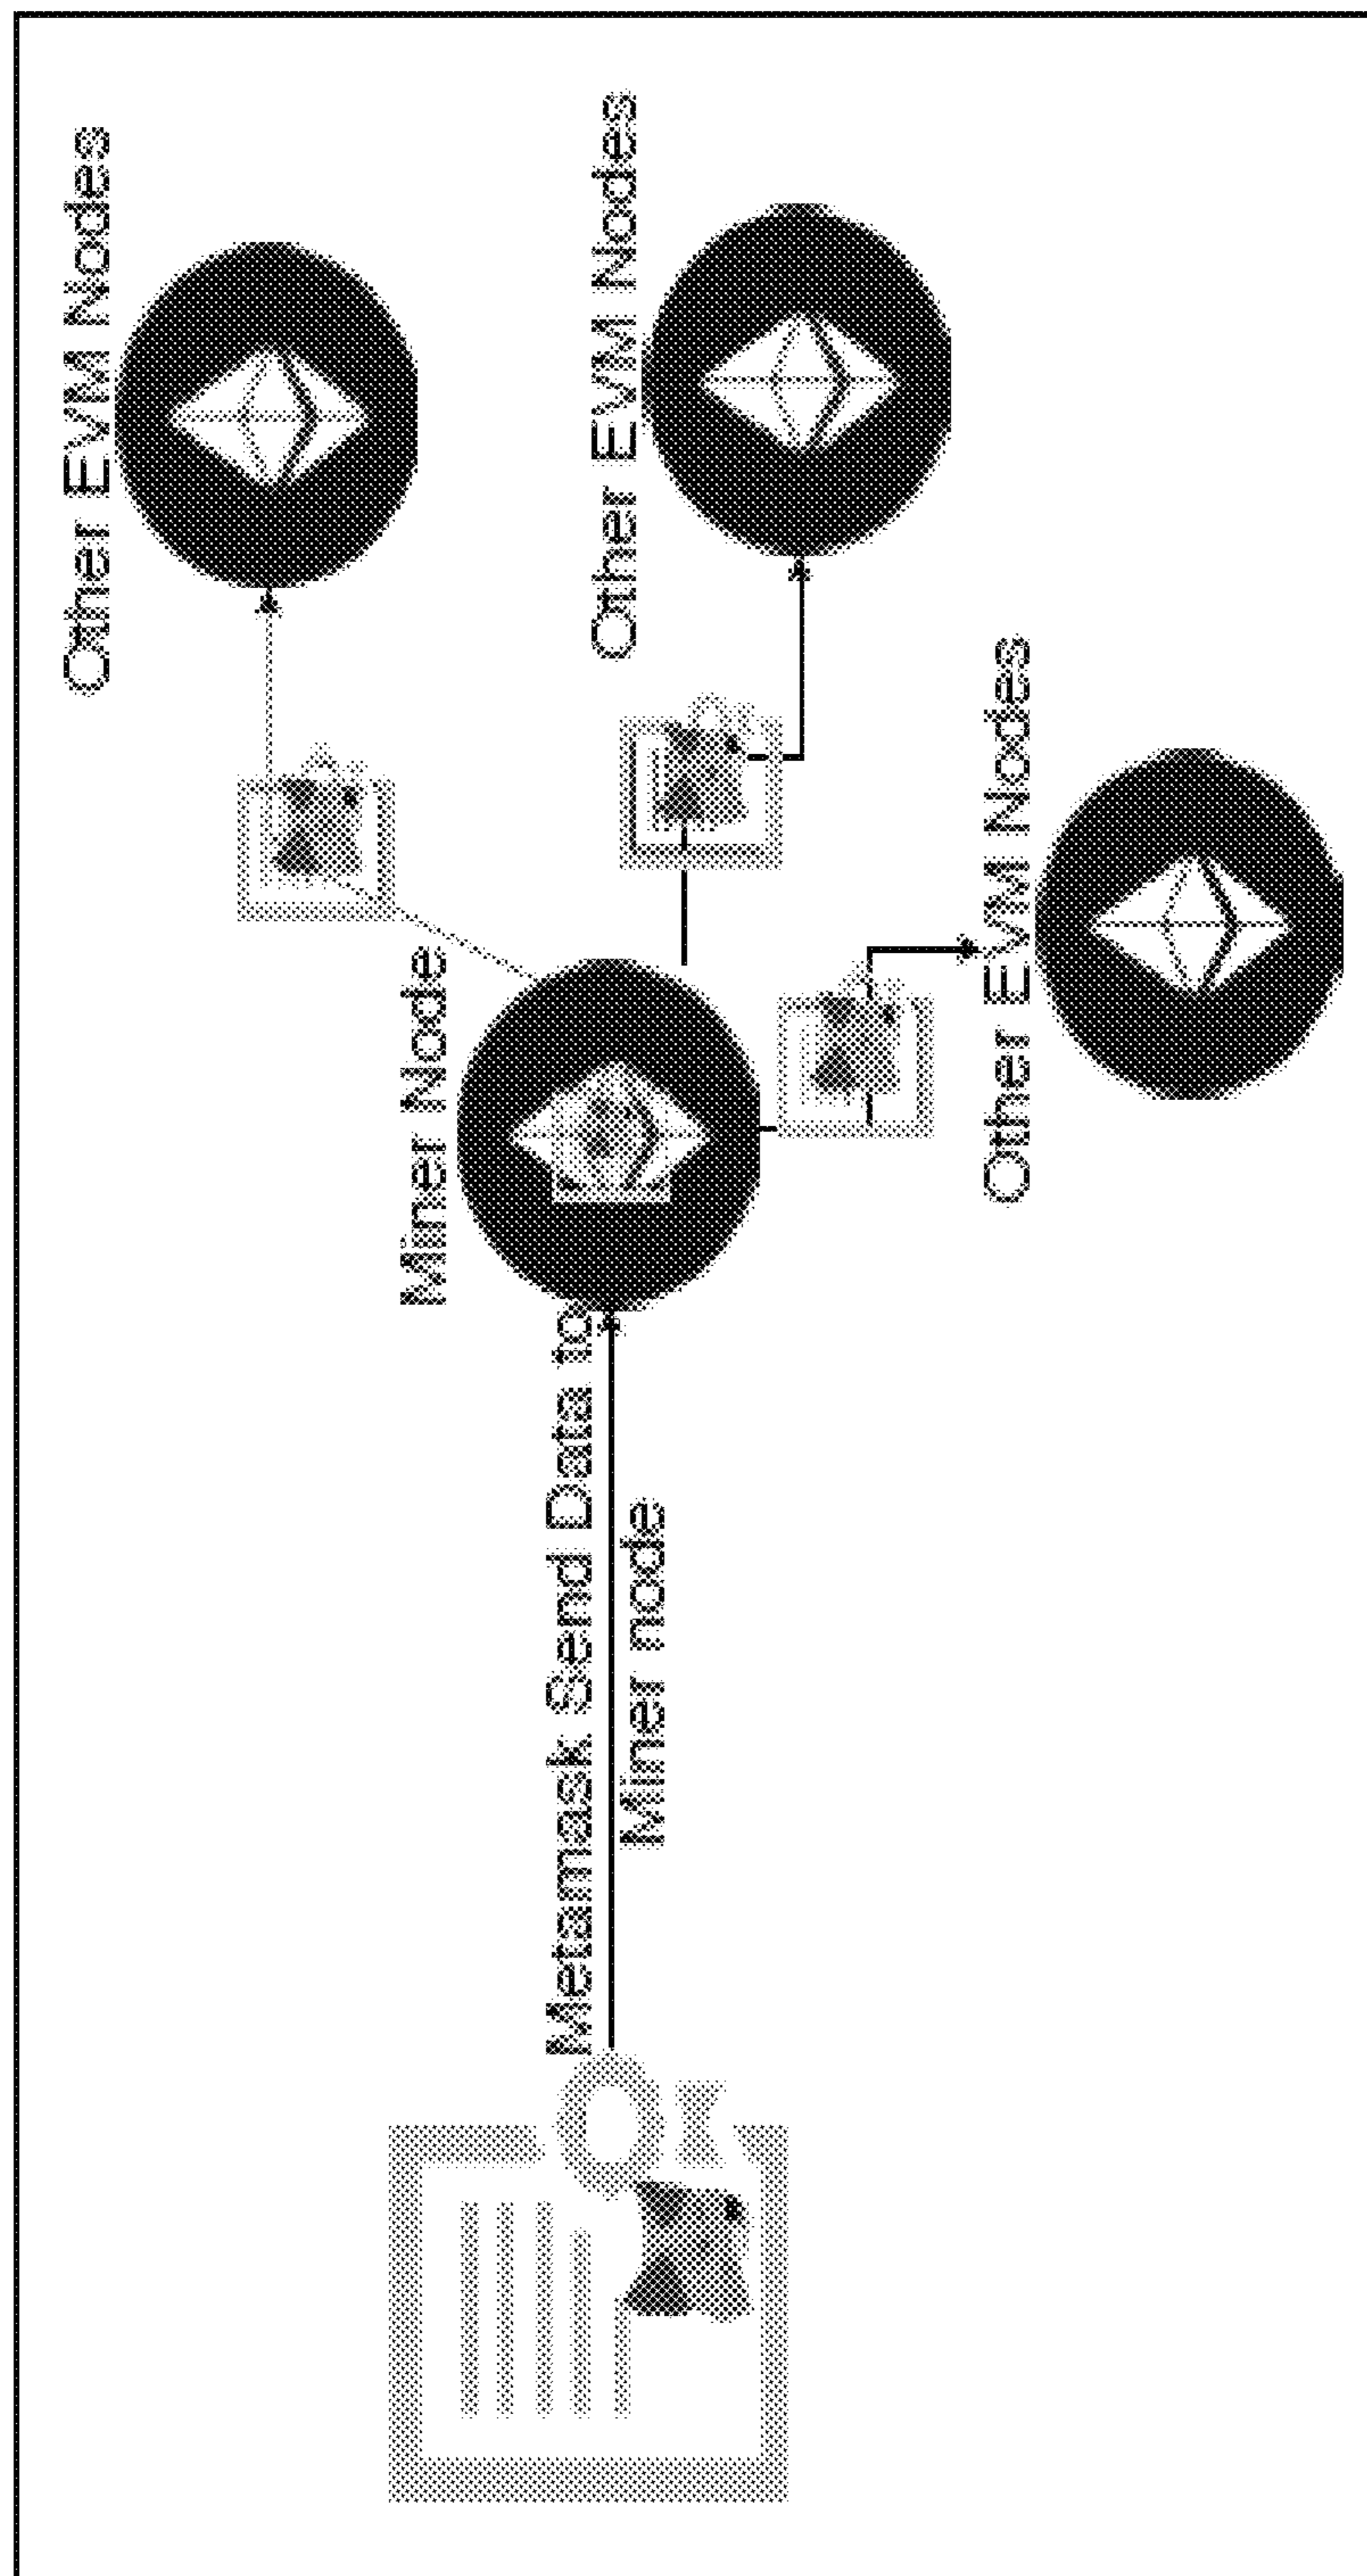 Other EVM Nodes
Miner Node
Metamask Send Data to
Miner node
Other EVM Nodes
Other EVM Nodes